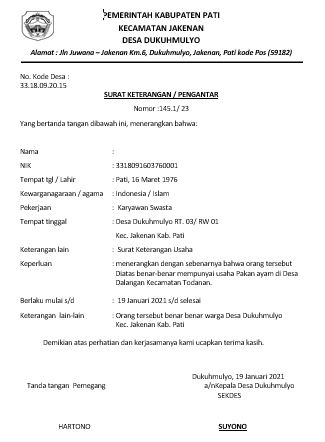 PEMERINTAH KABUPATEN PATI
KECAMATAN JAKENAN
DESA DUKUHMULYO
Alamat : Jln Juwana – Jakenan Km.6, Dukuhmulyo, Jakenan, Pati kode Pos (59182)
No. Kode Desa :
33.18.09.20.15
SURAT KETERANGAN / PENGANTAR
Nomor :145.1/ 23
Yang bertanda tangan dibawah ini, menerangkan bahwa:
Nama :
NIK : 3318091603760001
Tempat tgl / Lahir : Pati, 16 Maret 1976
Kewarganagaraan / agama : Indonesia / Islam
Pekerjaan : Karyawan Swasta
Tempat tinggal : Desa Dukuhmulyo RT. 03/ RW 01
Kec. Jakenan Kab. Pati
Keterangan lain : Surat Keterangan Usaha
Keperluan : menerangkan dengan sebenarnya bahwa orang tersebut
Diatas benar-benar mempunyai usaha Pakan ayam di Desa
Dalangan Kecamatan Todanan.
Berlaku mulai s/d : 19 Januari 2021 s/d selesai
Keterangan lain-lain : Orang tersebut benar benar warga Desa Dukuhmulyo
Kec. Jakenan Kab. Pati
Demikian atas perhatian dan kerjasamanya kami ucapkan terima kasih.
Dukuhmulyo, 19 Januari 2021
Tanda tangan Pemegang a/nKepala Desa Dukuhmulyo
SEKDES
HARTONO SUYONO